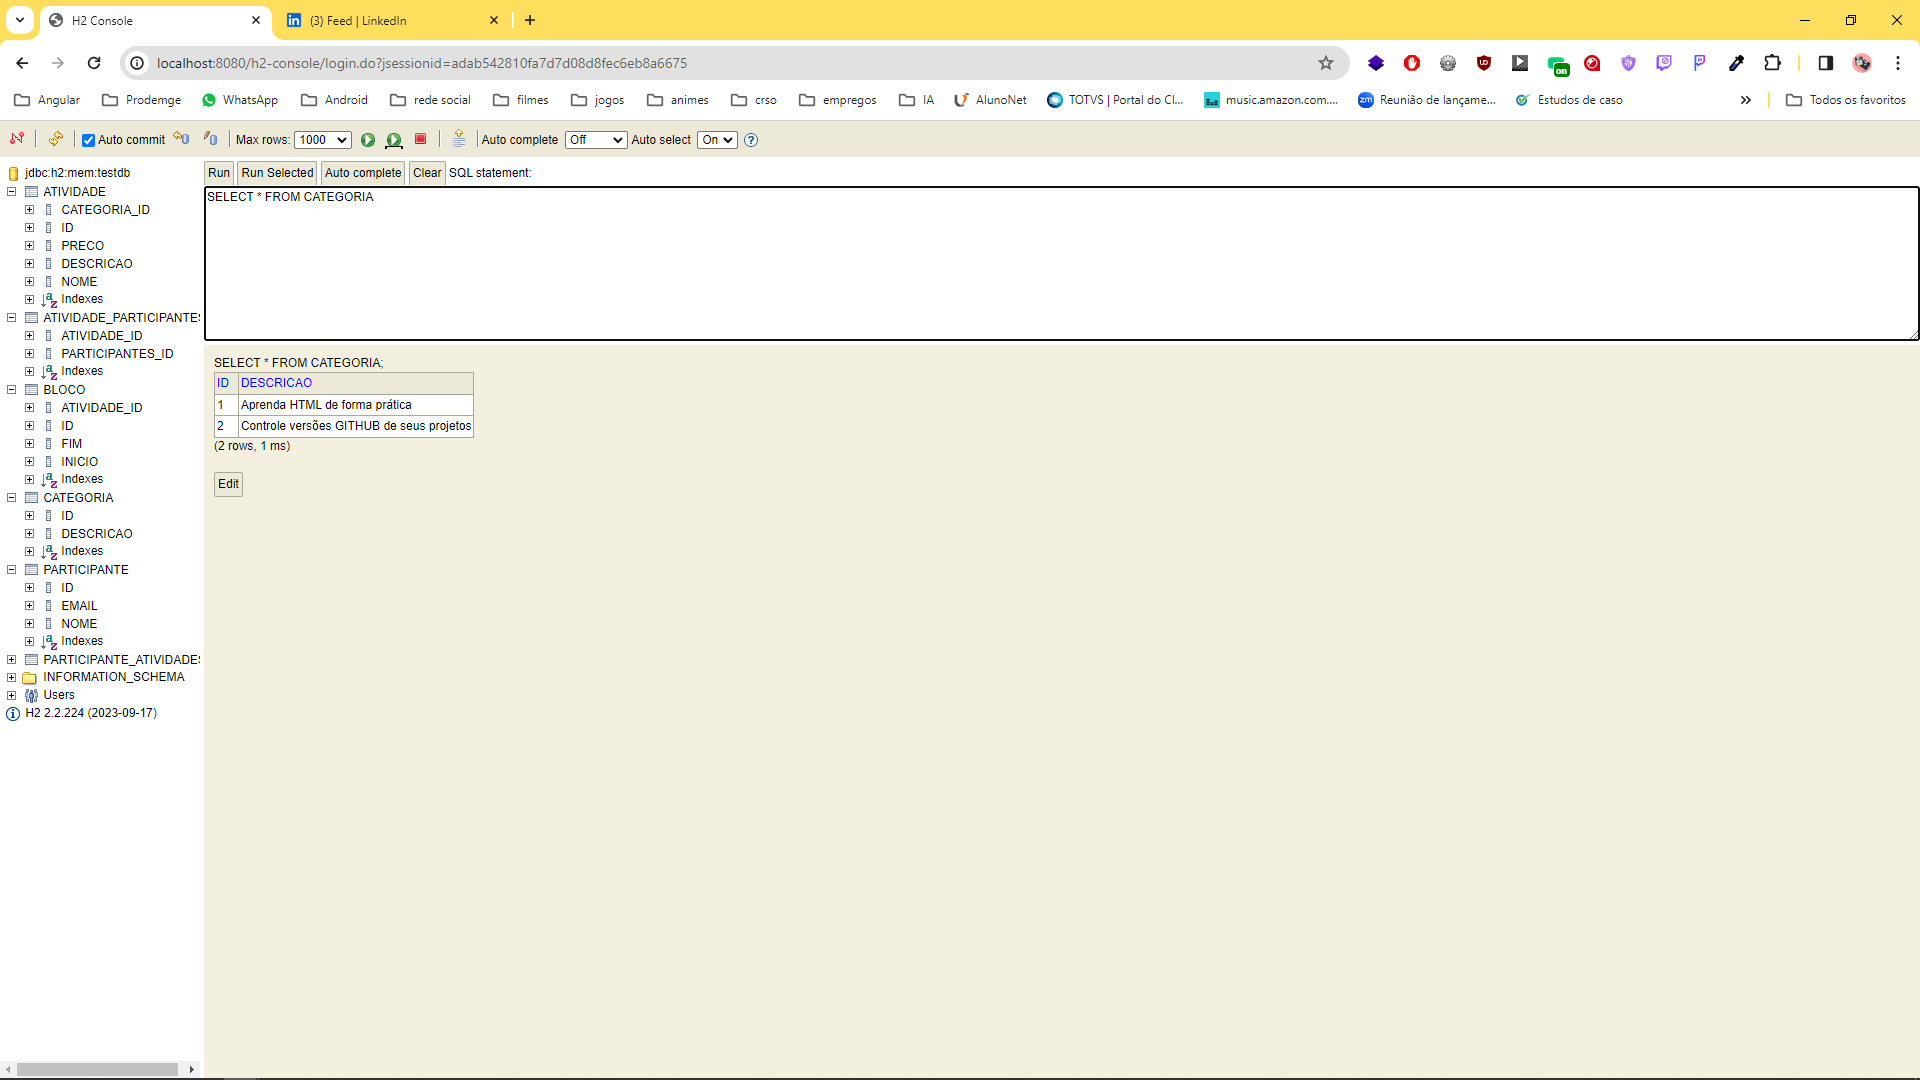 H2 Console
(3) Feed | LinkedIn
localhost:8080/h2-console/login.do?jsessionid=adab542810fa7d7d08d8fec6eb8a6675
on
Angular Prodemge WhatsApp Android rede social filmes jogos animes crso empregos IA AlunoNet TOTVS | Portal do Cl... music.amazon.com.... zm Reunião de lançame... Estudos de caso Todos os favoritos
Auto commit Max rows: 1000 Auto complete Off Auto select On
jdbc:h2:mem:testdb
ATIVIDADE
CATEGORIA_ID
ID
PRECO
DESCRICAO
NOME
Indexes
ATIVIDADE_PARTICIPANTES
ATIVIDADE_ID
PARTICIPANTES_ID
Indexes
BLOCO
ATIVIDADE_ID
ID
FIM
INICIO
Indexes
CATEGORIA
ID
DESCRICAO
Indexes
PARTICIPANTE
ID
EMAIL
NOME
Indexes
PARTICIPANTE_ATIVIDADES
INFORMATION_SCHEMA
Users
H2 2.2.224 (2023-09-17)
Run Run Selected Auto complete Clear SQL statement:
SELECT * FROM CATEGORIA
SELECT * FROM CATEGORIA;
ID DESCRICAO
1 Aprenda HTML de forma prática
2 Controle versões GITHUB de seus projetos
(2 rows, 1 ms)
Edit